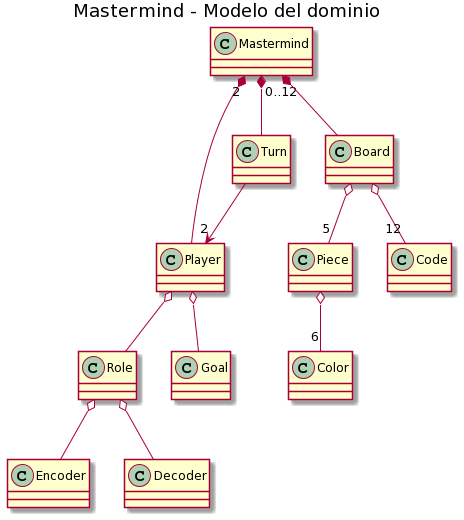 Mastermind - Modelo del dominio
C Mastermind
2 0..12
C Turn C Board
2 5 12
C Player C Piece C Code
6
C Role C Goal C Color
C Encoder C Decoder